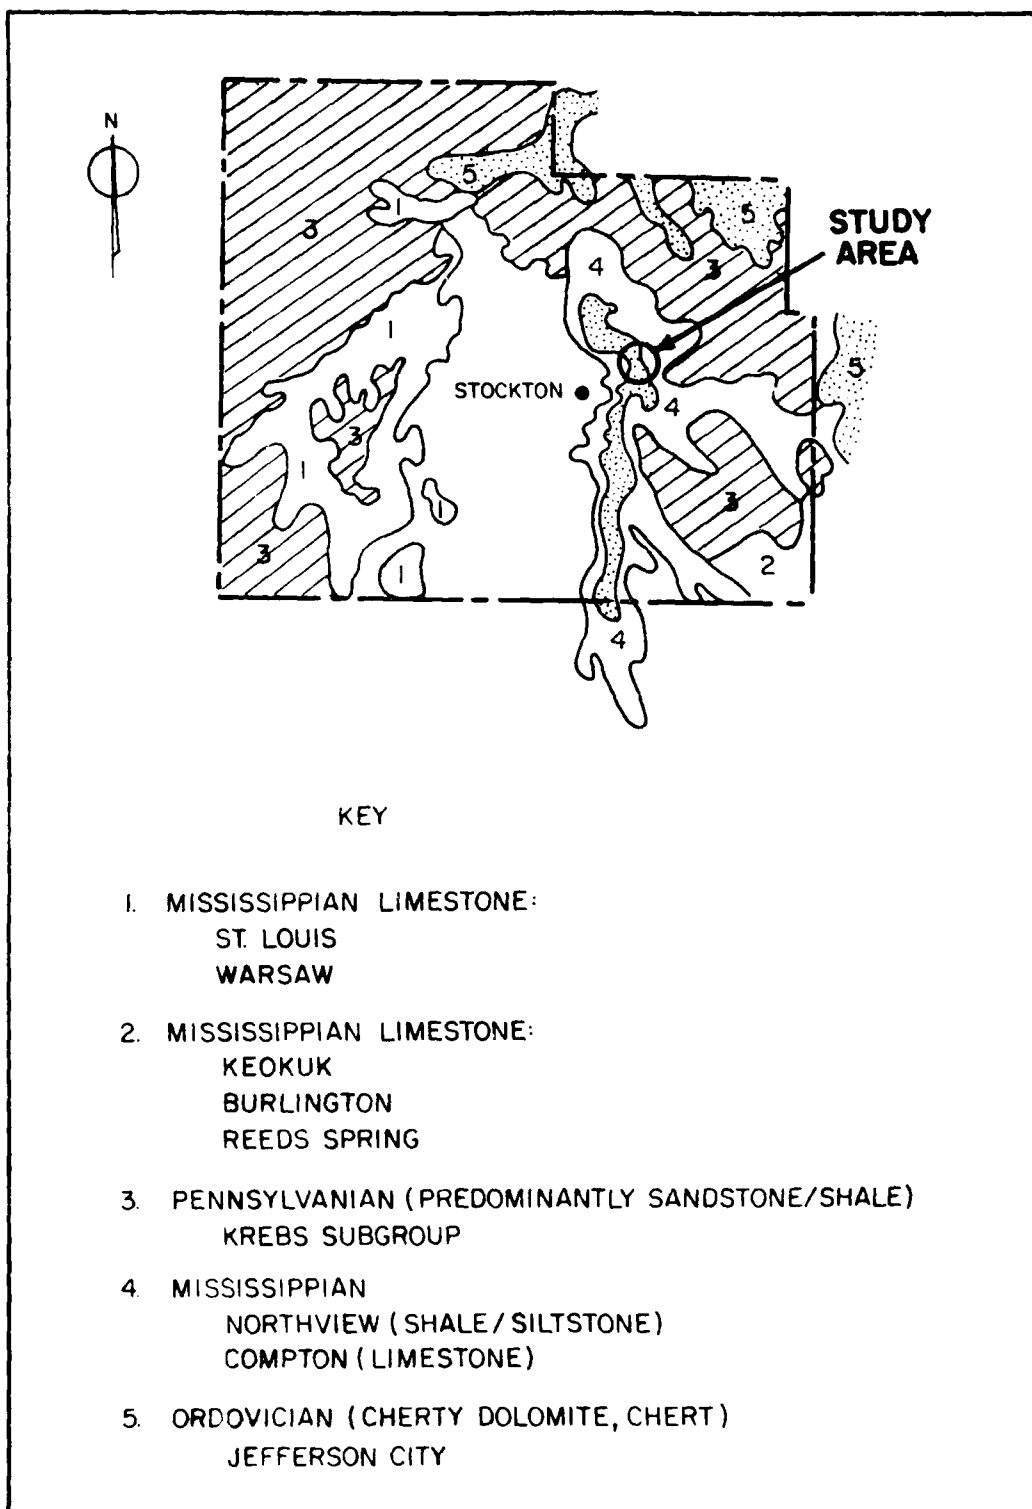 N
5
1
3
5
STUDY
AREA
4
3
1
STOCKTON
5
4
3
1
1
3
3
1
2
4
KEY
1. MISSISSIPPIAN LIMESTONE:
ST. LOUIS
WARSAW
2. MISSISSIPPIAN LIMESTONE:
KEOKUK
BURLINGTON
REEDS SPRING
3. PENNSYLVANIAN (PREDOMINANTLY SANDSTONE/SHALE)
KREBS SUBGROUP
4. MISSISSIPPIAN
NORTHVIEW (SHALE/SILTSTONE)
COMPTON (LIMESTONE)
5. ORDOVICIAN (CHERTY DOLOMITE, CHERT)
JEFFERSON CITY